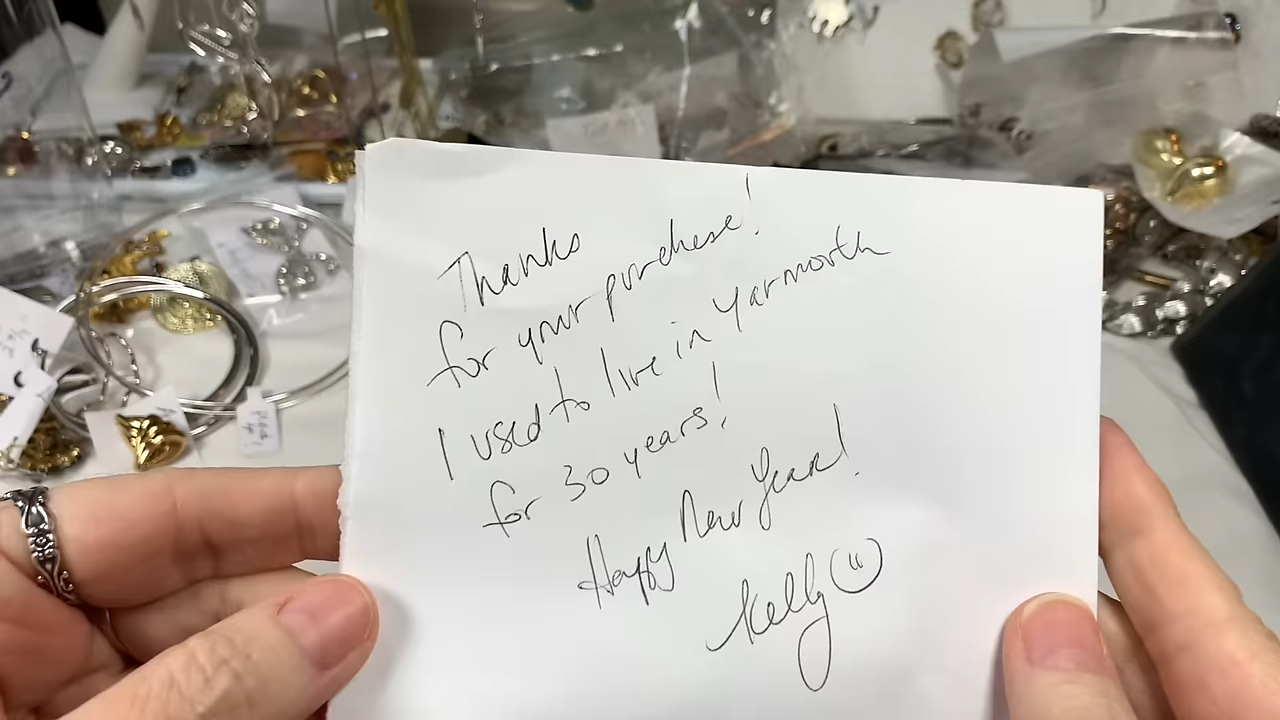 Thanks
for your purchase!
I used to live in Yarmouth
for 30 years!
Happy New Year!
Kelly